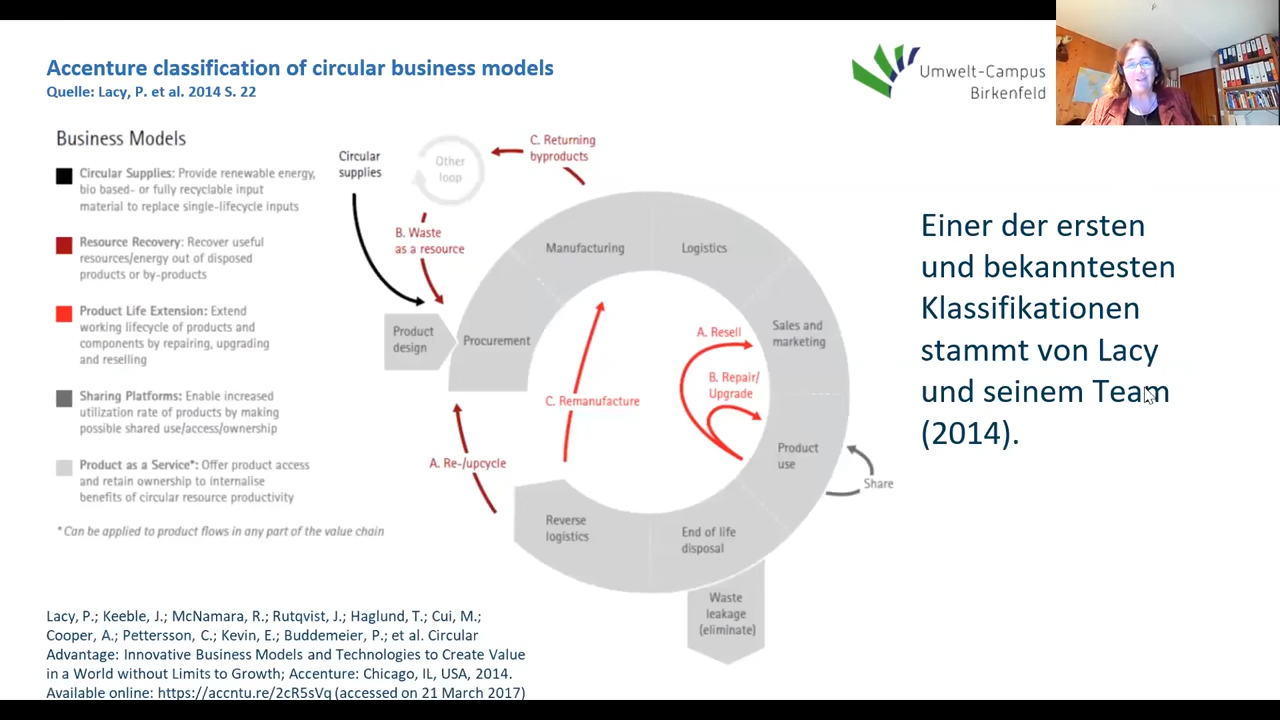 Accenture classification of circular business models
Quelle: Lacy, P. et al. 2014 S. 22
Umwelt-Campus
Birkenfeld
Business Models
Circular Supplies: Provide renewable energy,
bio based- or fully recyclable input
material to replace single-lifecycle inputs
Resource Recovery: Recover useful
resources/energy out of disposed
products or by-products
Product Life Extension: Extend
working lifecycle of products and
components by repairing, upgrading
and reselling
Sharing Platforms: Enable increased
utilization rate of products by making
possible shared use/access/ownership
Product as a Service*: Offer product access
and retain ownership to internalise
benefits of circular resource productivity
* Can be applied to product flows in any part of the value chain
Circular
supplies
Other
loop
C. Returning
byproducts
B. Waste
as a resource
Product
design
Procurement
Manufacturing
Logistics
Sales and
marketing
A. Resell
B. Repair/
Upgrade
C. Remanufacture
Product
use
Share
A. Re-/upcycle
Reverse
logistics
End of life
disposal
Waste
leakage
(eliminate)
Einer der ersten
und bekanntesten
Klassifikationen
stammt von Lacy
und seinem Team
(2014).
Lacy, P.; Keeble, J.; McNamara, R.; Rutqvist, J.; Haglund, T.; Cui, M.;
Cooper, A.; Pettersson, C.; Kevin, E.; Buddemeier, P.; et al. Circular
Advantage: Innovative Business Models and Technologies to Create Value
in a World without Limits to Growth; Accenture: Chicago, IL, USA, 2014.
Available online: https://accntu.re/2cR5sVq (accessed on 21 March 2017)